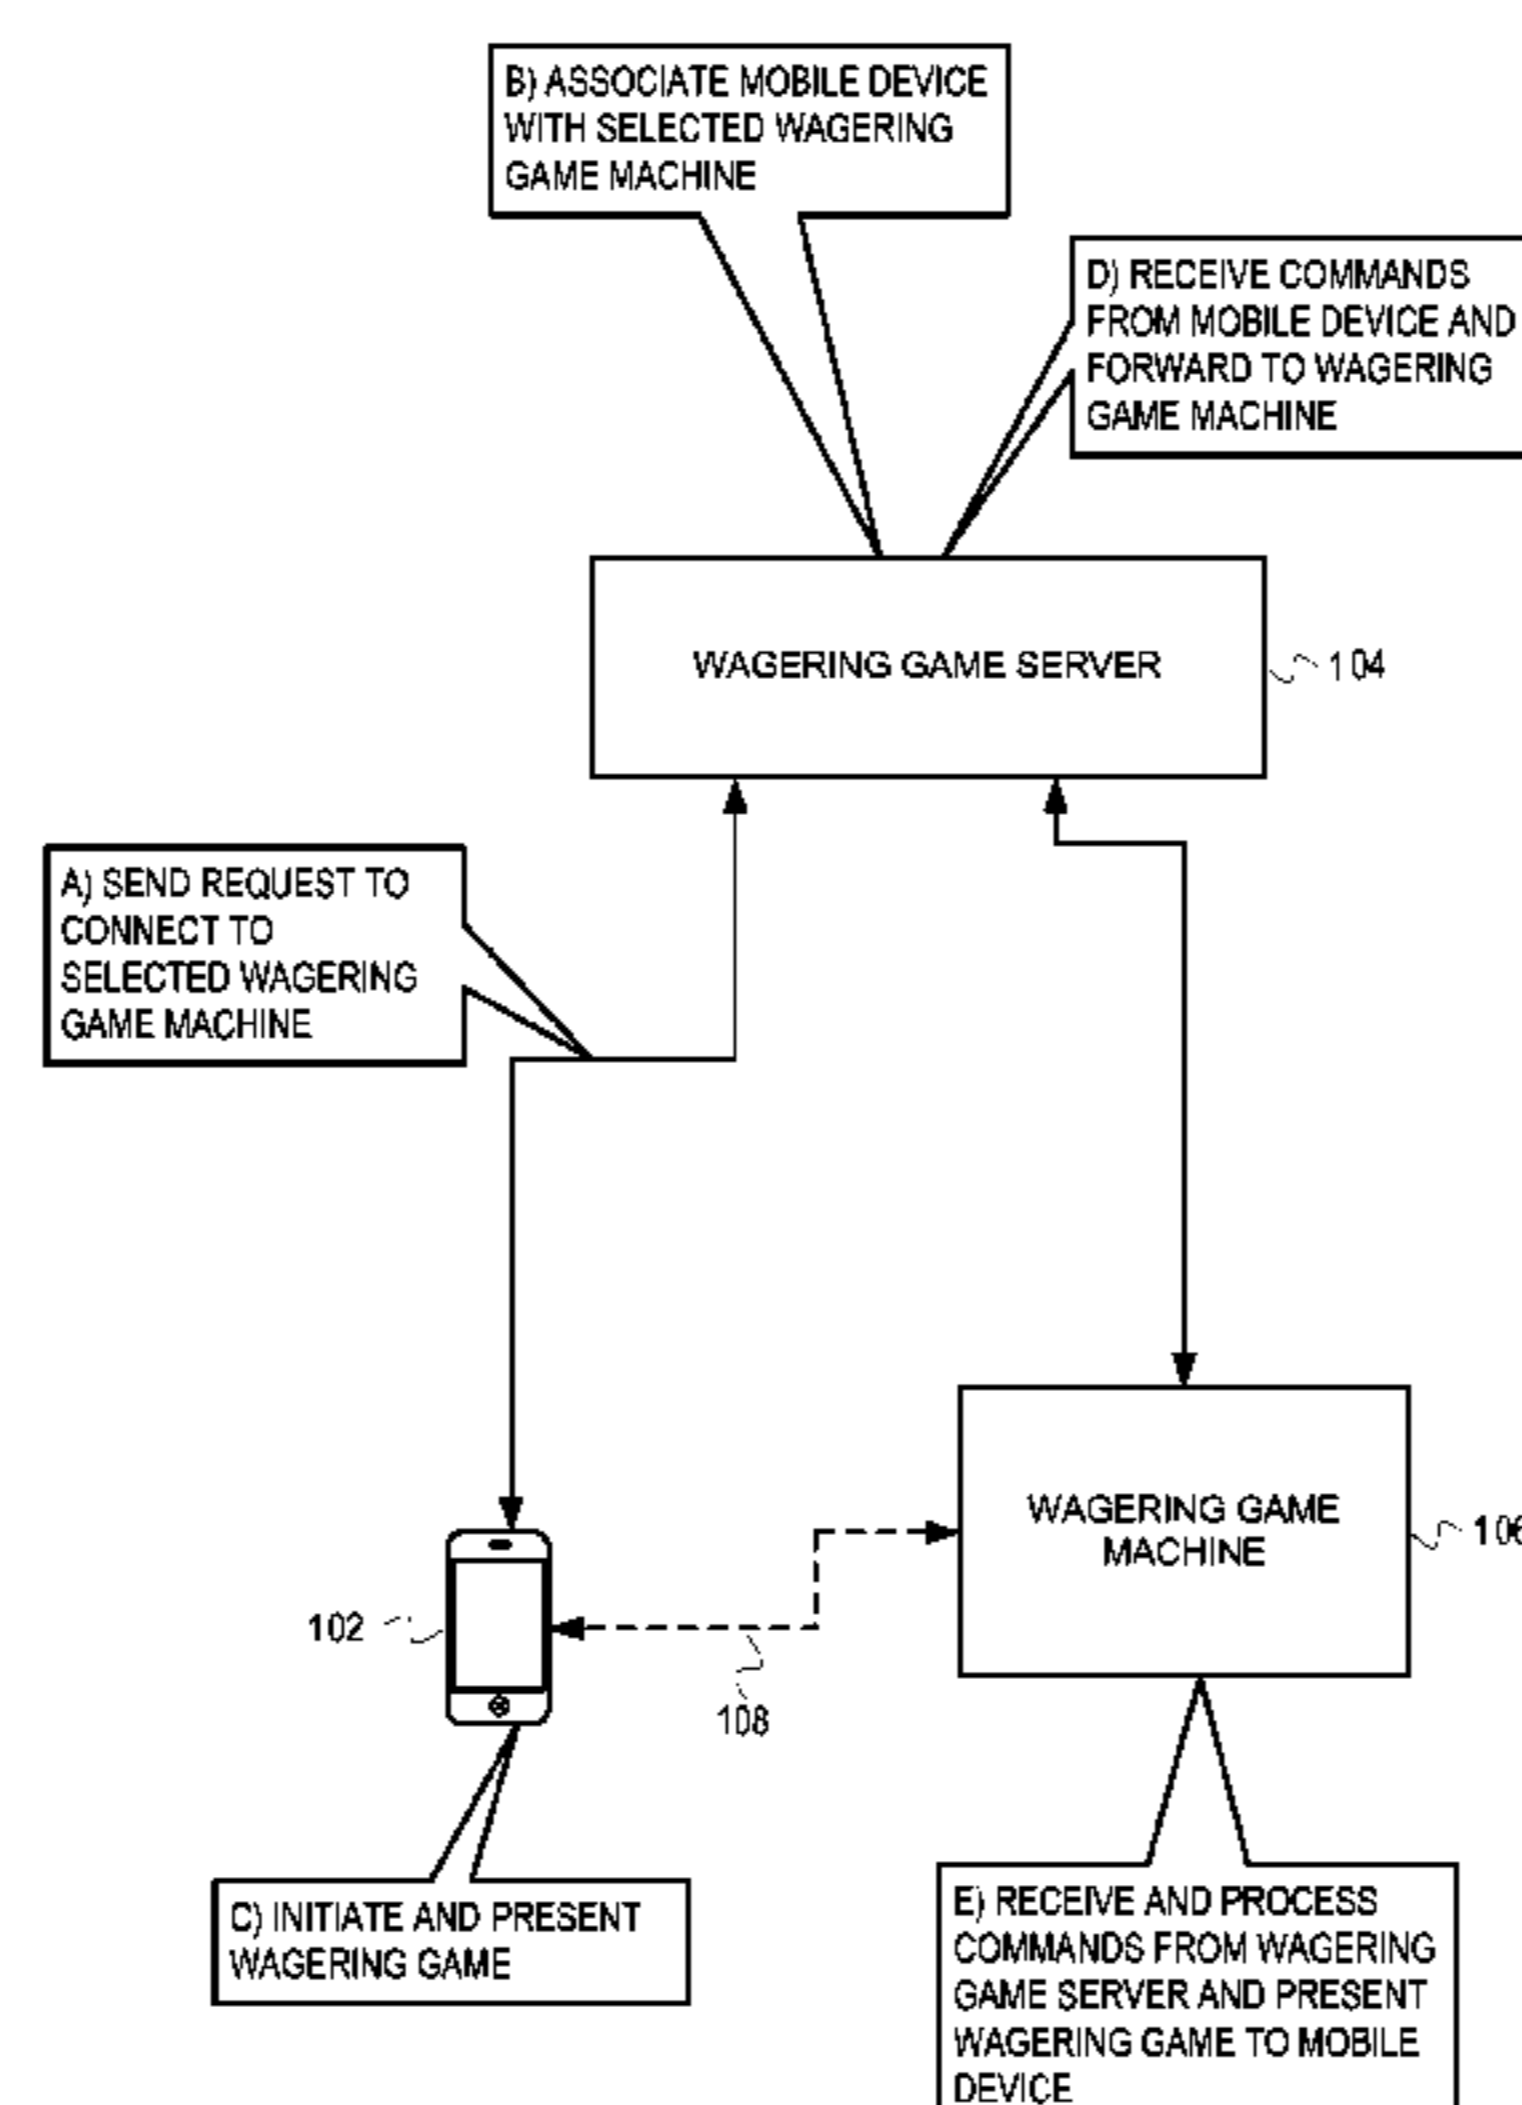 B) ASSOCIATE MOBILE DEVICE
WITH SELECTED WAGERING
GAME MACHINE
D) RECEIVE COMMANDS
FROM MOBILE DEVICE AND
FORWARD TO WAGERING
GAME MACHINE
WAGERING GAME SERVER
104
A) SEND REQUEST TO
CONNECT TO
SELECTED WAGERING
GAME MACHINE
WAGERING GAME
MACHINE
106
102
108
C) INITIATE AND PRESENT
WAGERING GAME
E) RECEIVE AND PROCESS
COMMANDS FROM WAGERING
GAME SERVER AND PRESENT
WAGERING GAME TO MOBILE
DEVICE